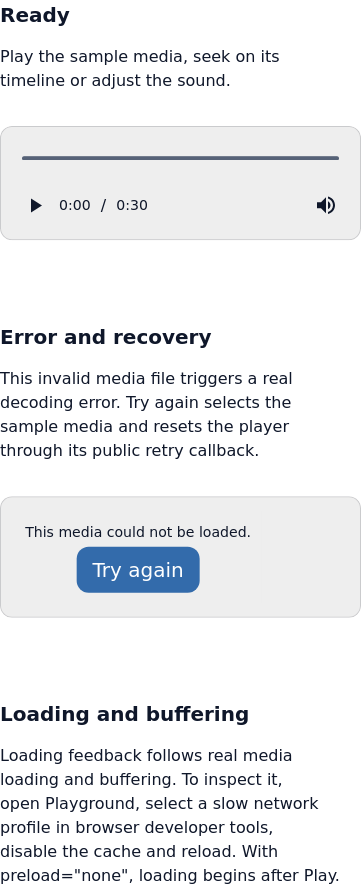 Ready
Play the sample media, seek on its
timeline or adjust the sound.
0:00 / 0:30
Error and recovery
This invalid media file triggers a real
decoding error. Try again selects the
sample media and resets the player
through its public retry callback.
This media could not be loaded.
Try again
Loading and buffering
Loading feedback follows real media
loading and buffering. To inspect it,
open Playground, select a slow network
profile in browser developer tools,
disable the cache and reload. With
preload="none", loading begins after Play.